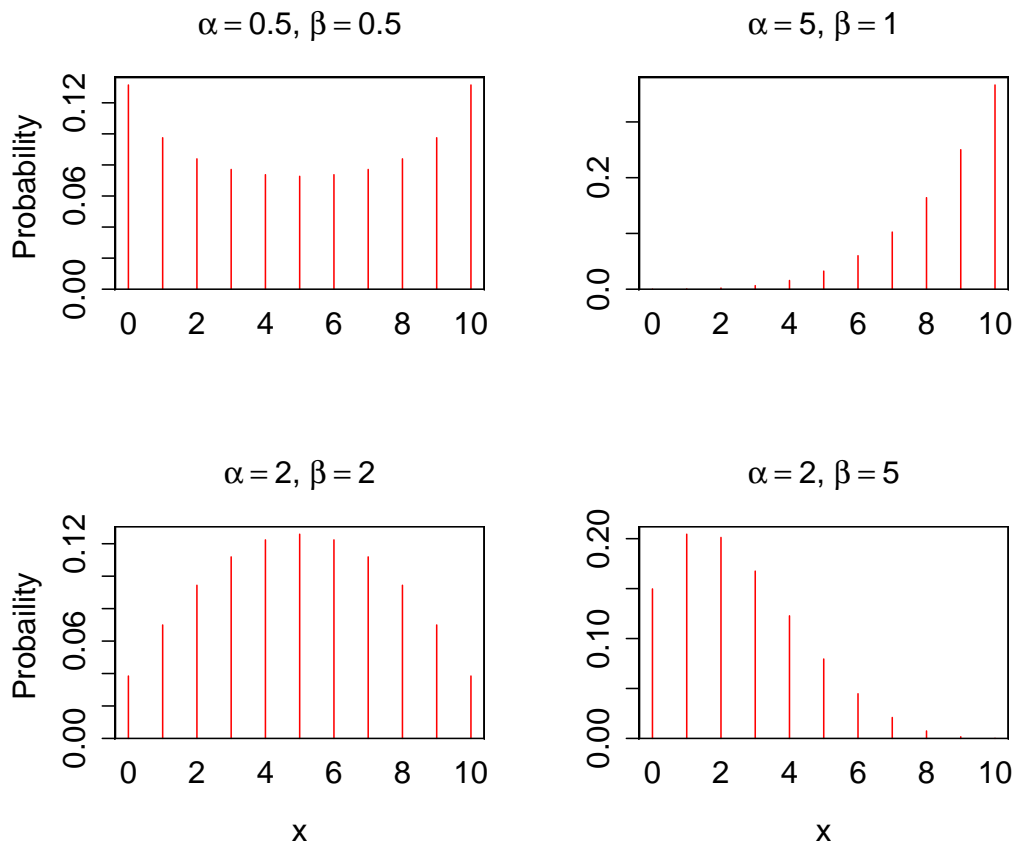 α = 0.5, β = 0.5
Probability
0.00 0.06 0.12
0 2 4 6 8 10
α = 5, β = 1
0.0 0.2
0 2 4 6 8 10
α = 2, β = 2
Probaility
0.00 0.06 0.12
0 2 4 6 8 10
x
α = 2, β = 5
0.00 0.10 0.20
0 2 4 6 8 10
x